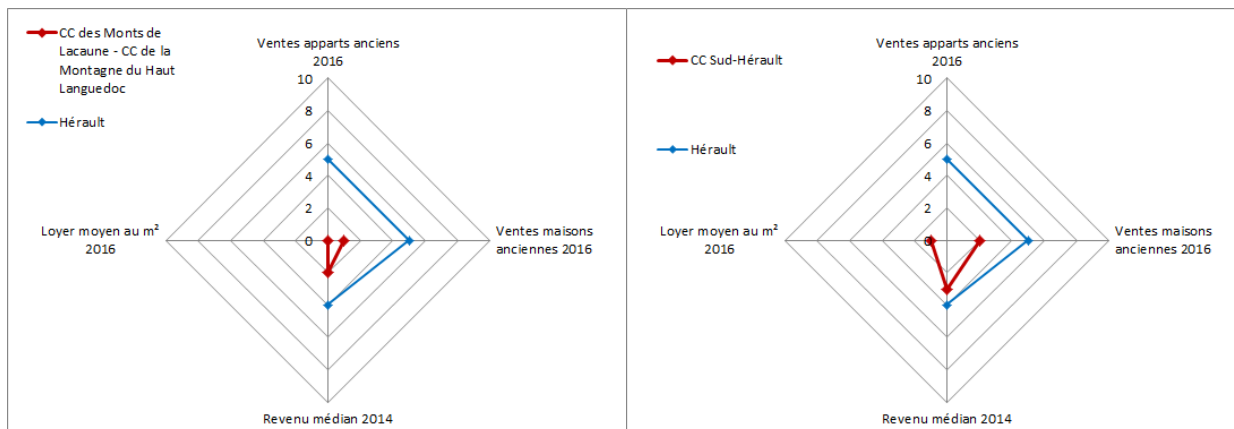 CC des Monts de
Lacaune - CC de la
Montagne du Haut
Languedoc
Hérault
Ventes apparts anciens
2016
10
8
6
4
2
0
Loyer moyen au m²
2016
Ventes maisons
anciennes 2016
Revenu médian 2014
CC Sud-Hérault
Hérault
Ventes apparts anciens
2016
10
8
6
4
2
0
Loyer moyen au m²
2016
Ventes maisons
anciennes 2016
Revenu médian 2014